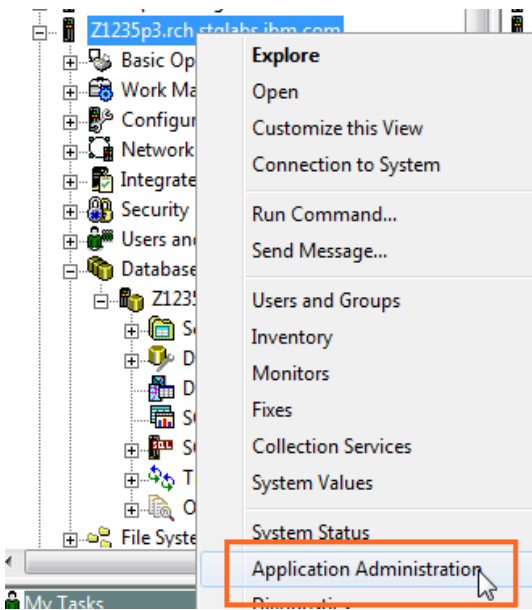 Z1235p3.rch.stglabs.ibm.com
Basic Op
Work Ma
Configur
Network
Integrate
Security
Users and
Database
Z1235
S
D
D
S
S
T
O
File Syste
My Tasks
Explore
Open
Customize this View
Connection to System
Run Command...
Send Message...
Users and Groups
Inventory
Monitors
Fixes
Collection Services
System Values
System Status
Application Administration
Diagnostics